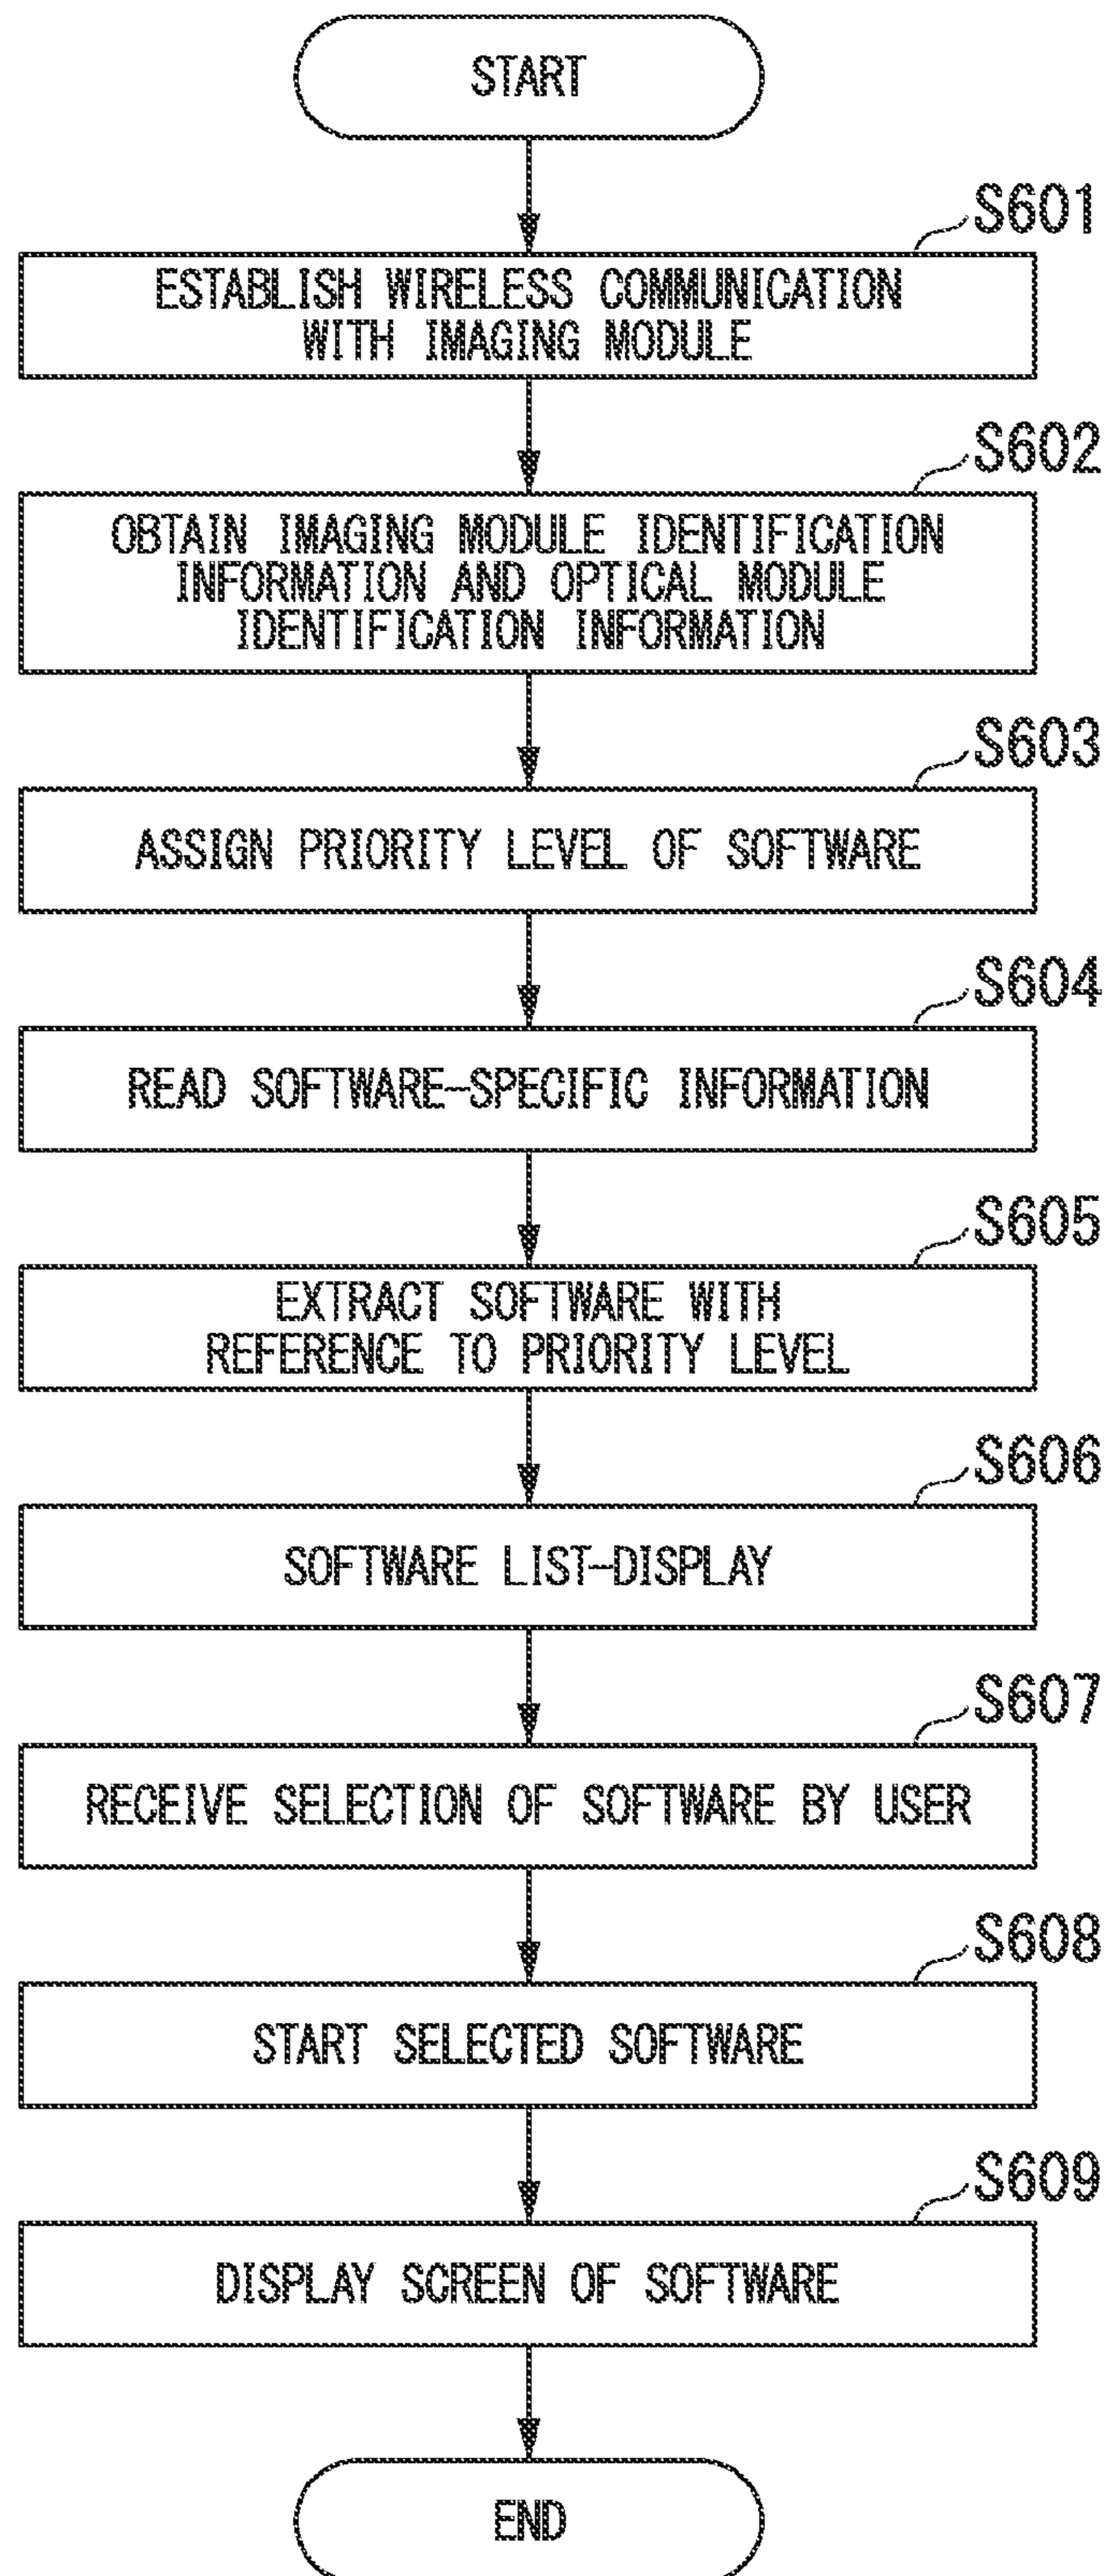 START
S601
ESTABLISH WIRELESS COMMUNICATION
WITH IMAGING MODULE
S602
OBTAIN IMAGING MODULE IDENTIFICATION
INFORMATION AND OPTICAL MODULE
IDENTIFICATION INFORMATION
S603
ASSIGN PRIORITY LEVEL OF SOFTWARE
S604
READ SOFTWARE-SPECIFIC INFORMATION
S605
EXTRACT SOFTWARE WITH
REFERENCE TO PRIORITY LEVEL
S606
SOFTWARE LIST-DISPLAY
S607
RECEIVE SELECTION OF SOFTWARE BY USER
S608
START SELECTED SOFTWARE
S609
DISPLAY SCREEN OF SOFTWARE
END